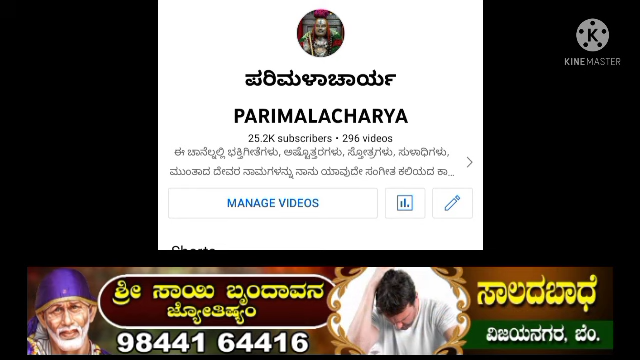 KINEMASTER
ಪರಿಮಳಾಚಾರ್ಯ
PARIMALACHARYA
25.2K subscribers • 296 videos
ಈ ಚಾನೆಲ್ನಲ್ಲಿ ಭಕ್ತಿಗೀತೆಗಳು, ಅಷ್ಟೊತ್ತರಗಳು, ಸ್ತೋತ್ರಗಳು, ಸುಳಾಧಿಗಳು,
ಮುಂತಾದ ದೇವರ ನಾಮಗಳನ್ನು ನಾನು ಯಾವುದೇ ಸಂಗೀತ ಕಲಿಯದ ಕಾ...
MANAGE VIDEOS
Shorts
ಶ್ರೀ ಸಾಯಿ ಬೃಂದಾವನ
ಜ್ಯೋತಿಷ್ಯಂ
98441 64416
ಸಾಲದಬಾಧೆ
ವಿಜಯನಗರ, ಬೆಂ.